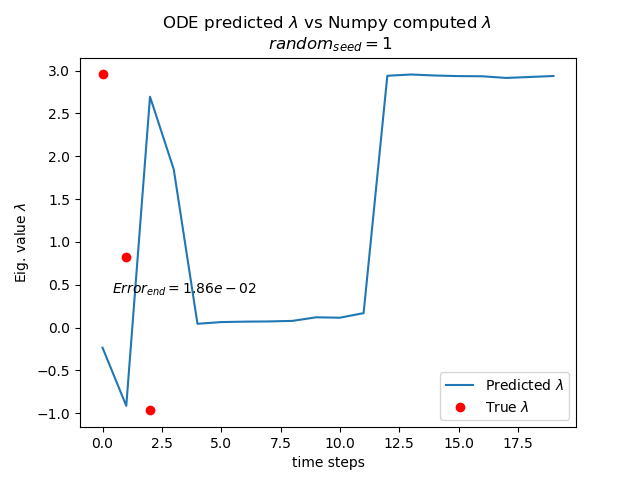 ODE predicted λ vs Numpy computed λ
random_seed = 1
Eig. value λ
3.0
2.5
2.0
1.5
1.0
0.5
0.0
−0.5
−1.0
Error_end = 1.86e − 02
Predicted λ
True λ
0.0 2.5 5.0 7.5 10.0 12.5 15.0 17.5
time steps